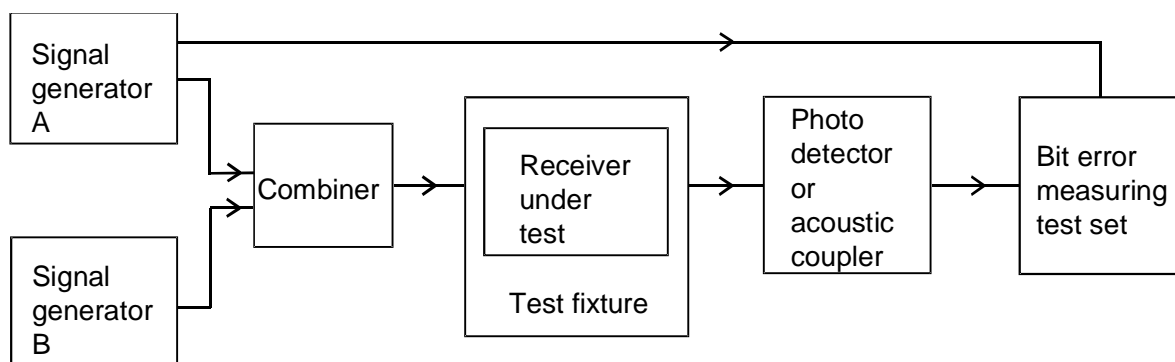 Signal
generator
A
Combiner
Signal
generator
B
Receiver
under
test
Test fixture
Photo
detector
or
acoustic
coupler
Bit error
measuring
test set